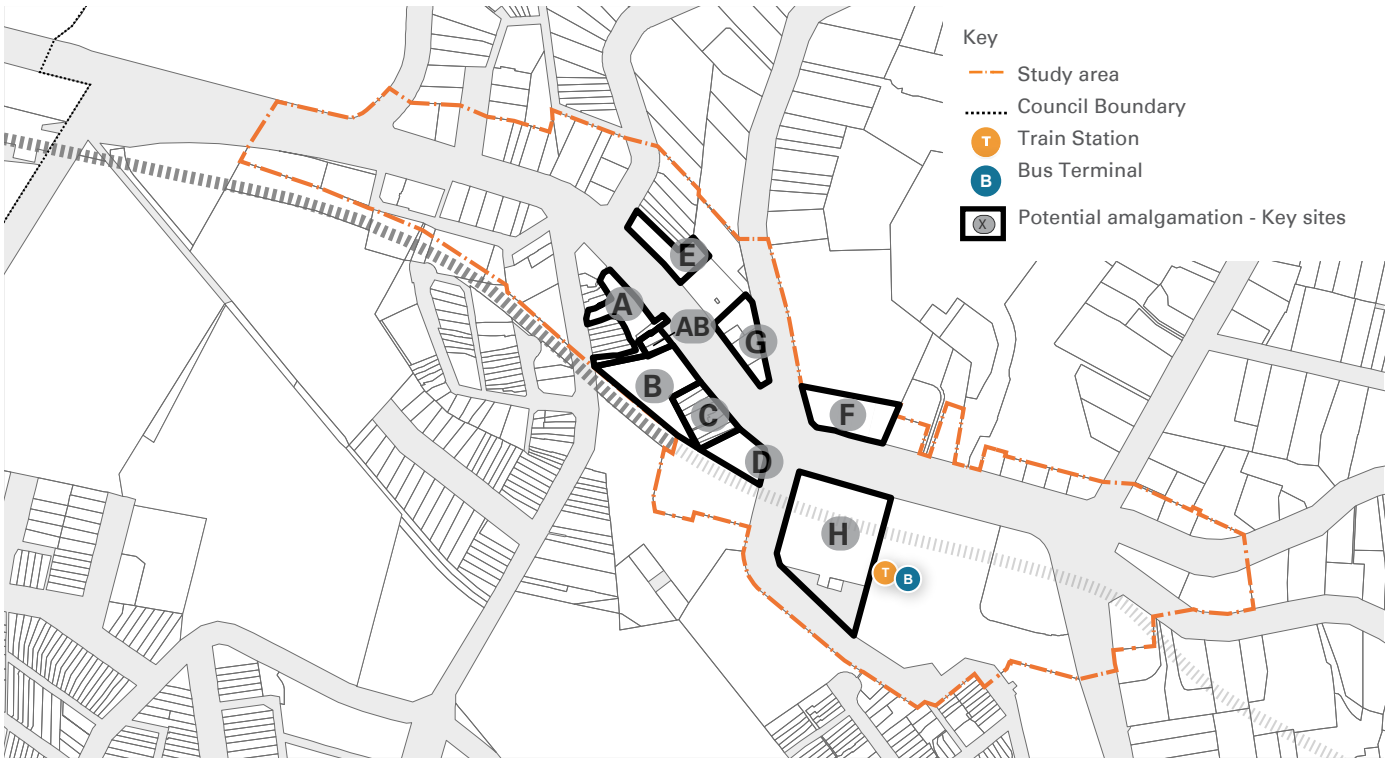 Key
Study area
Council Boundary
T Train Station
B Bus Terminal
X Potential amalgamation - Key sites
E
A
AB
G
B
C
F
D
H
T
B